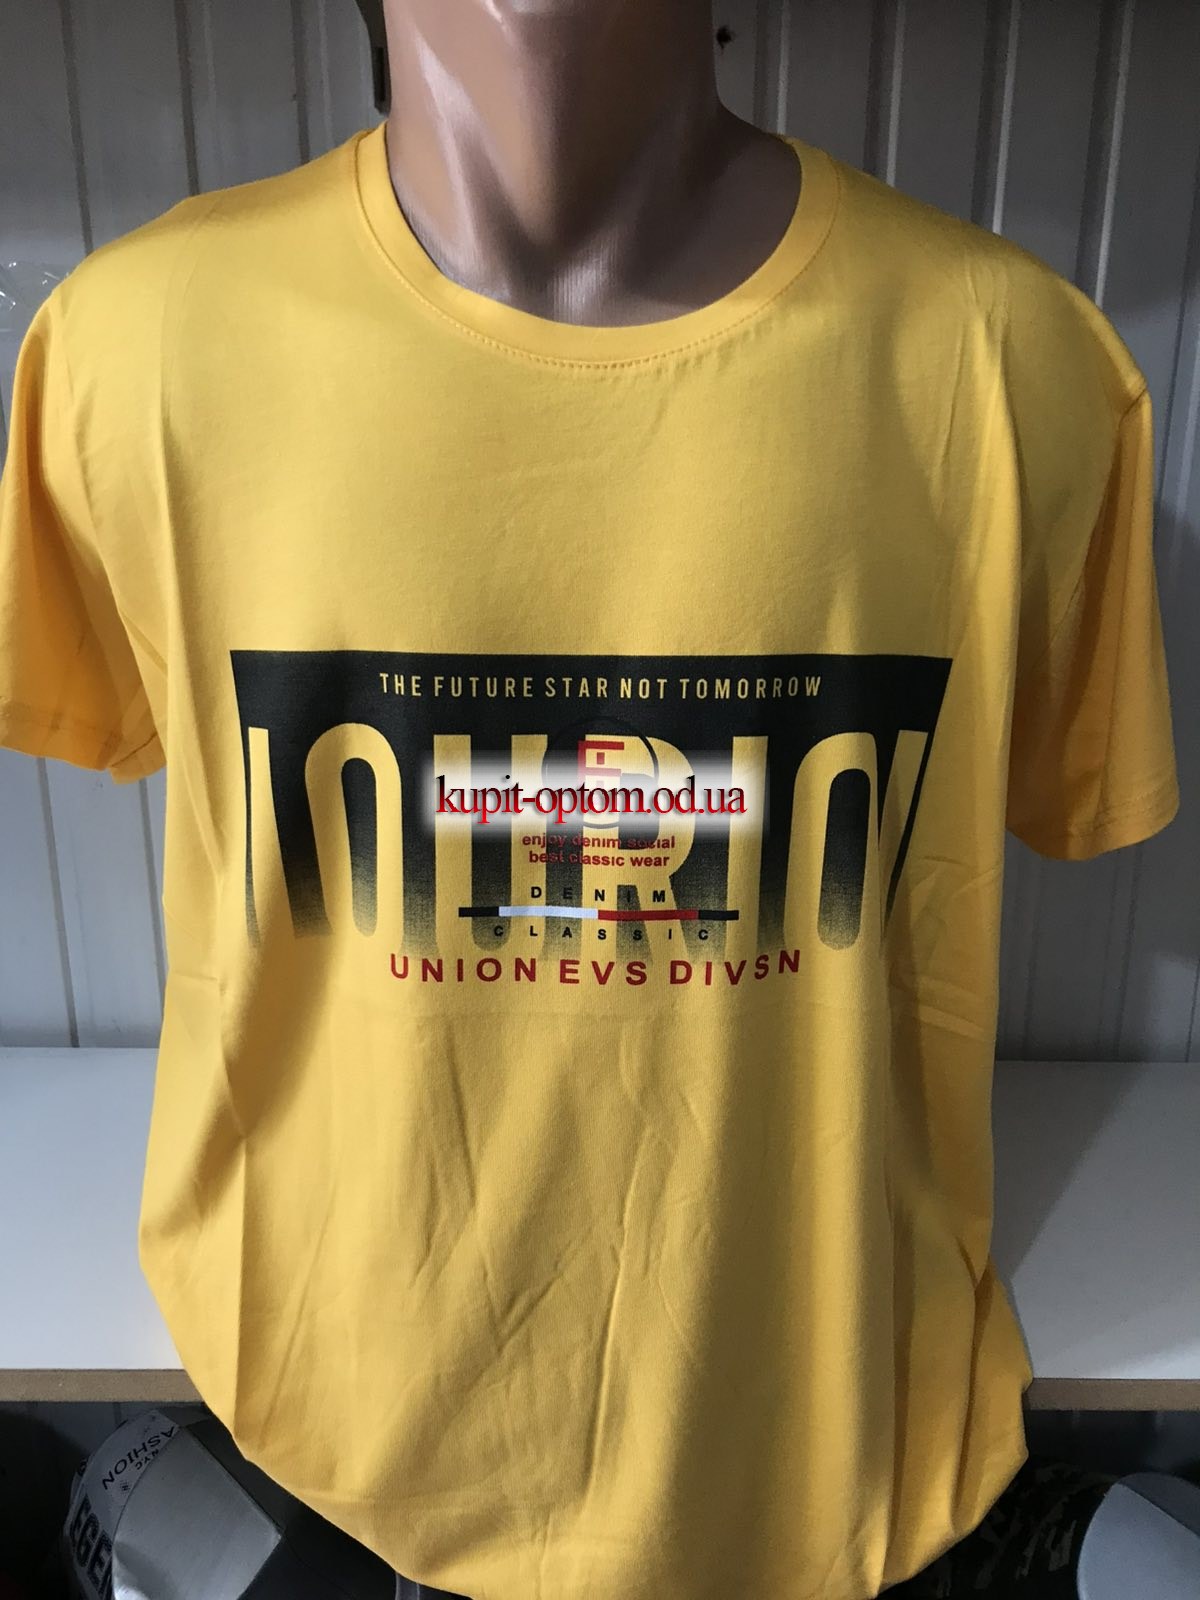 THE FUTURE STAR NOT TOMORROW
kupit-optom.od.ua
enjoy denim social
best classic wear
DENIM
CLASSIC
UNION EVS DIVSN
N.Y.C
FASHION